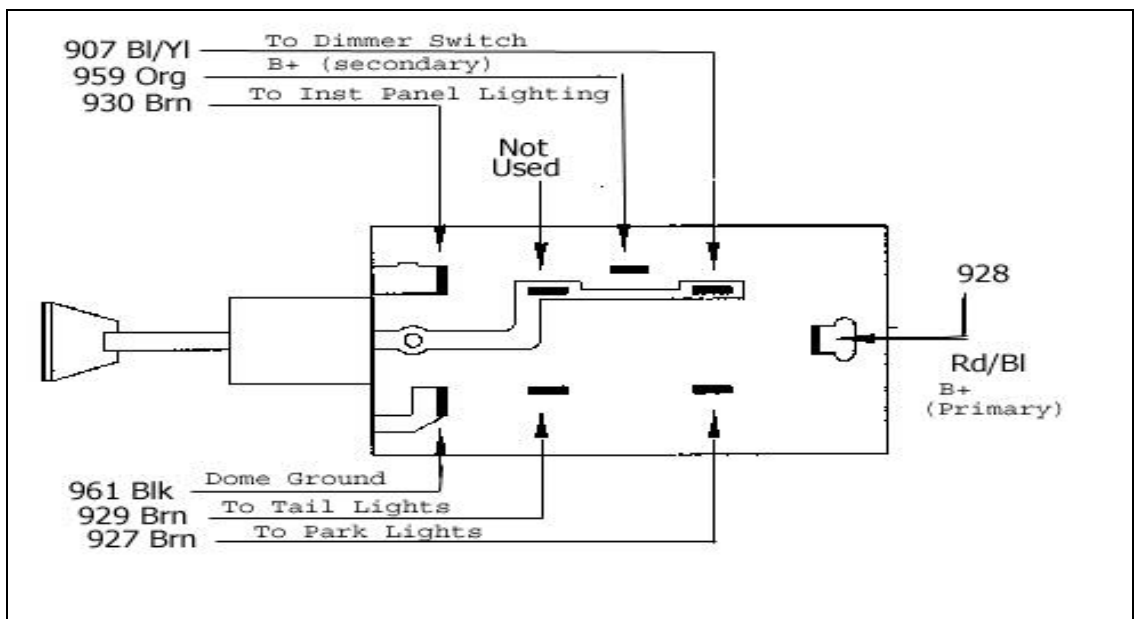 907 Bl/Yl To Dimmer Switch
959 Org B+ (secondary)
930 Brn To Inst Panel Lighting
Not
Used
928
Rd/Bl
B+
(Primary)
961 Blk Dome Ground
929 Brn To Tail Lights
927 Brn To Park Lights